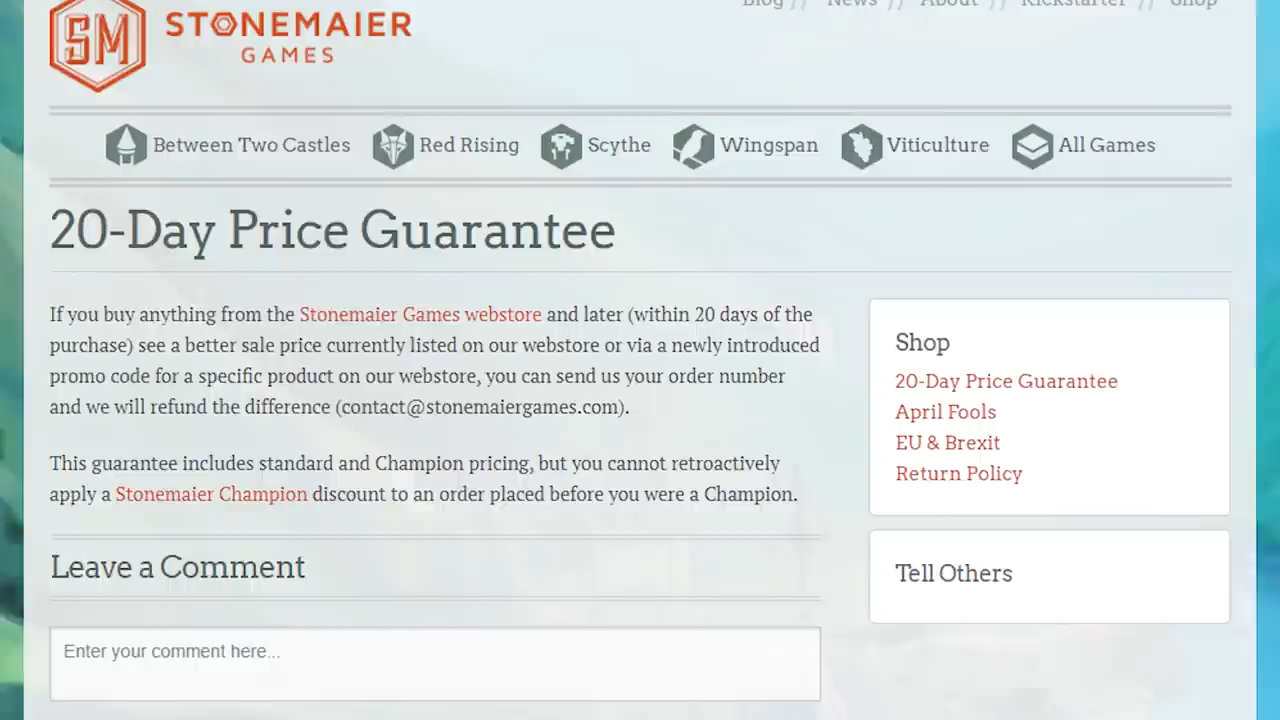 Blog // News // About // Kickstarter // Shop
SM STONEMAIER
GAMES
Between Two Castles Red Rising Scythe Wingspan Viticulture All Games
20-Day Price Guarantee
If you buy anything from the Stonemaier Games webstore and later (within 20 days of the
purchase) see a better sale price currently listed on our webstore or via a newly introduced
promo code for a specific product on our webstore, you can send us your order number
and we will refund the difference (contact@stonemaiergames.com).
This guarantee includes standard and Champion pricing, but you cannot retroactively
apply a Stonemaier Champion discount to an order placed before you were a Champion.
Leave a Comment
Enter your comment here...
Shop
20-Day Price Guarantee
April Fools
EU & Brexit
Return Policy
Tell Others